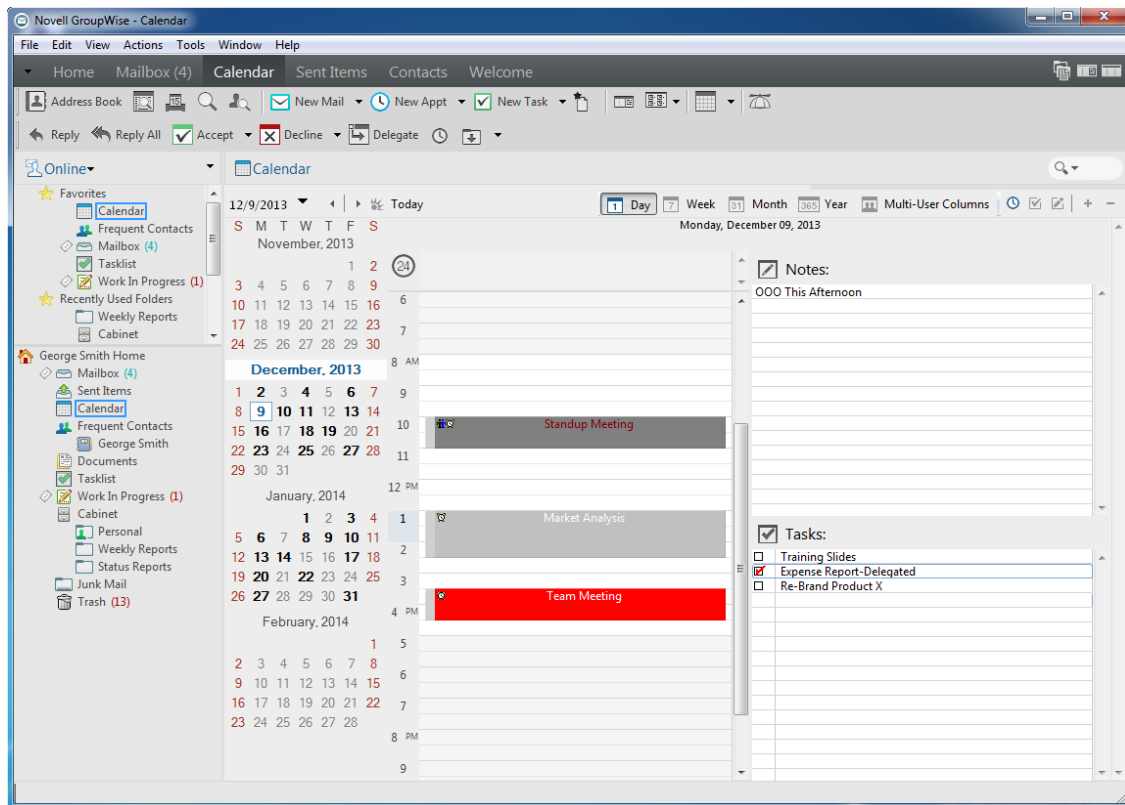 Novell GroupWise - Calendar
File Edit View Actions Tools Window Help
Home Mailbox (4) Calendar Sent Items Contacts Welcome
Address Book 15 New Mail New Appt New Task
Reply Reply All Accept Decline Delegate
Online
Calendar
Favorites
Calendar
Frequent Contacts
Mailbox (4)
Tasklist
Work In Progress (1)
Recently Used Folders
Weekly Reports
Cabinet
George Smith Home
Mailbox (4)
Sent Items
Calendar
Frequent Contacts
George Smith
Documents
Tasklist
Work In Progress (1)
Cabinet
Personal
Weekly Reports
Status Reports
Junk Mail
Trash (13)
12/9/2013 Today 1 Day 7 Week 31 Month 365 Year Multi-User Columns
Monday, December 09, 2013
S M T W T F S
November, 2013
1 2
3 4 5 6 7 8 9
10 11 12 13 14 15 16
17 18 19 20 21 22 23
24 25 26 27 28 29 30
December, 2013
1 2 3 4 5 6 7
8 9 10 11 12 13 14
15 16 17 18 19 20 21
22 23 24 25 26 27 28
29 30 31
January, 2014
1 2 3 4
5 6 7 8 9 10 11
12 13 14 15 16 17 18
19 20 21 22 23 24 25
26 27 28 29 30 31
February, 2014
1
2 3 4 5 6 7 8
9 10 11 12 13 14 15
16 17 18 19 20 21 22
23 24 25 26 27 28
24
6
7
8 AM
9
10 Standup Meeting
11
12 PM
1 Market Analysis
2
3
Team Meeting
4 PM
5
6
7
8 PM
9
Notes:
OOO This Afternoon
Tasks:
Training Slides
Expense Report-Delegated
Re-Brand Product X